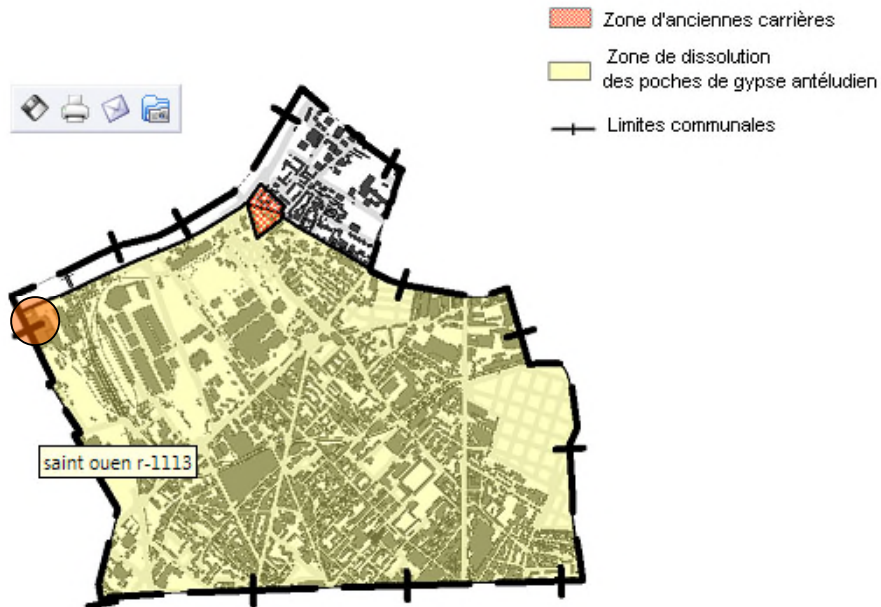 Zone d'anciennes carrières
Zone de dissolution
des poches de gypse antéludien
Limites communales
saint ouen r-1113